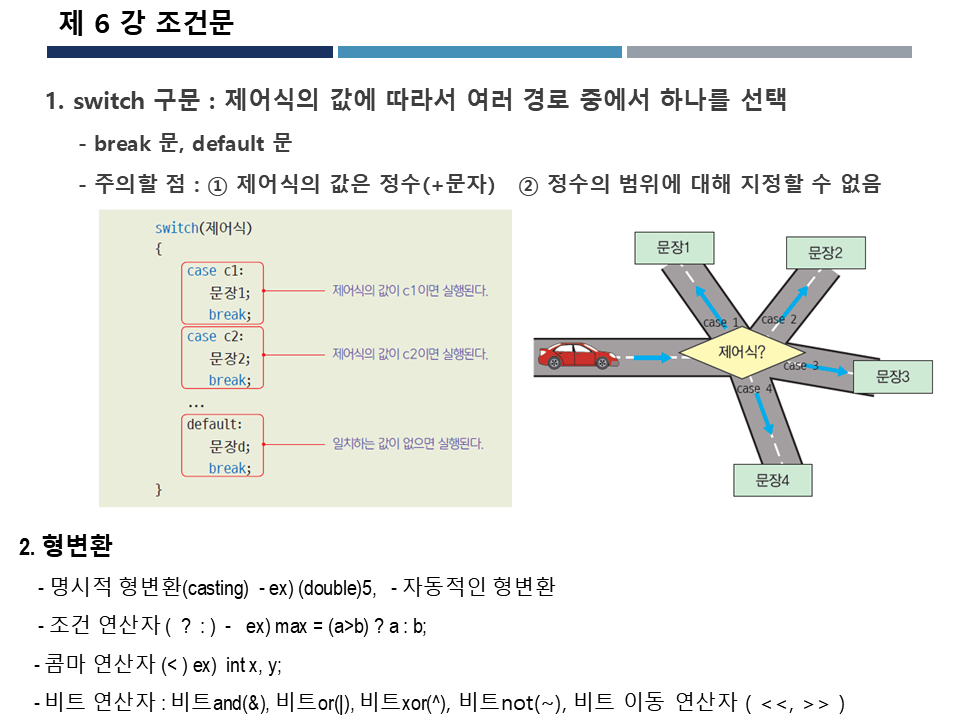 제 6 강 조건문
1. switch 구문 : 제어식의 값에 따라서 여러 경로 중에서 하나를 선택
- break 문, default 문
- 주의할 점 : ① 제어식의 값은 정수(+문자) ② 정수의 범위에 대해 지정할 수 없음
switch(제어식)
{
case c1:
문장1;
break;
제어식의 값이 c1이면 실행된다.
case c2:
문장2;
break;
제어식의 값이 c2이면 실행된다.
...
default:
문장d;
break;
일치하는 값이 없으면 실행된다.
}
문장1
문장2
case 1
case 2
제어식?
case 3
문장3
case 4
문장4
2. 형변환
- 명시적 형변환(casting) - ex) (double)5, - 자동적인 형변환
- 조건 연산자 ( ? : ) - ex) max = (a>b) ? a : b;
- 콤마 연산자 (< ) ex) int x, y;
- 비트 연산자 : 비트and(&), 비트or(|), 비트xor(^), 비트not(~), 비트 이동 연산자 ( <<, >> )